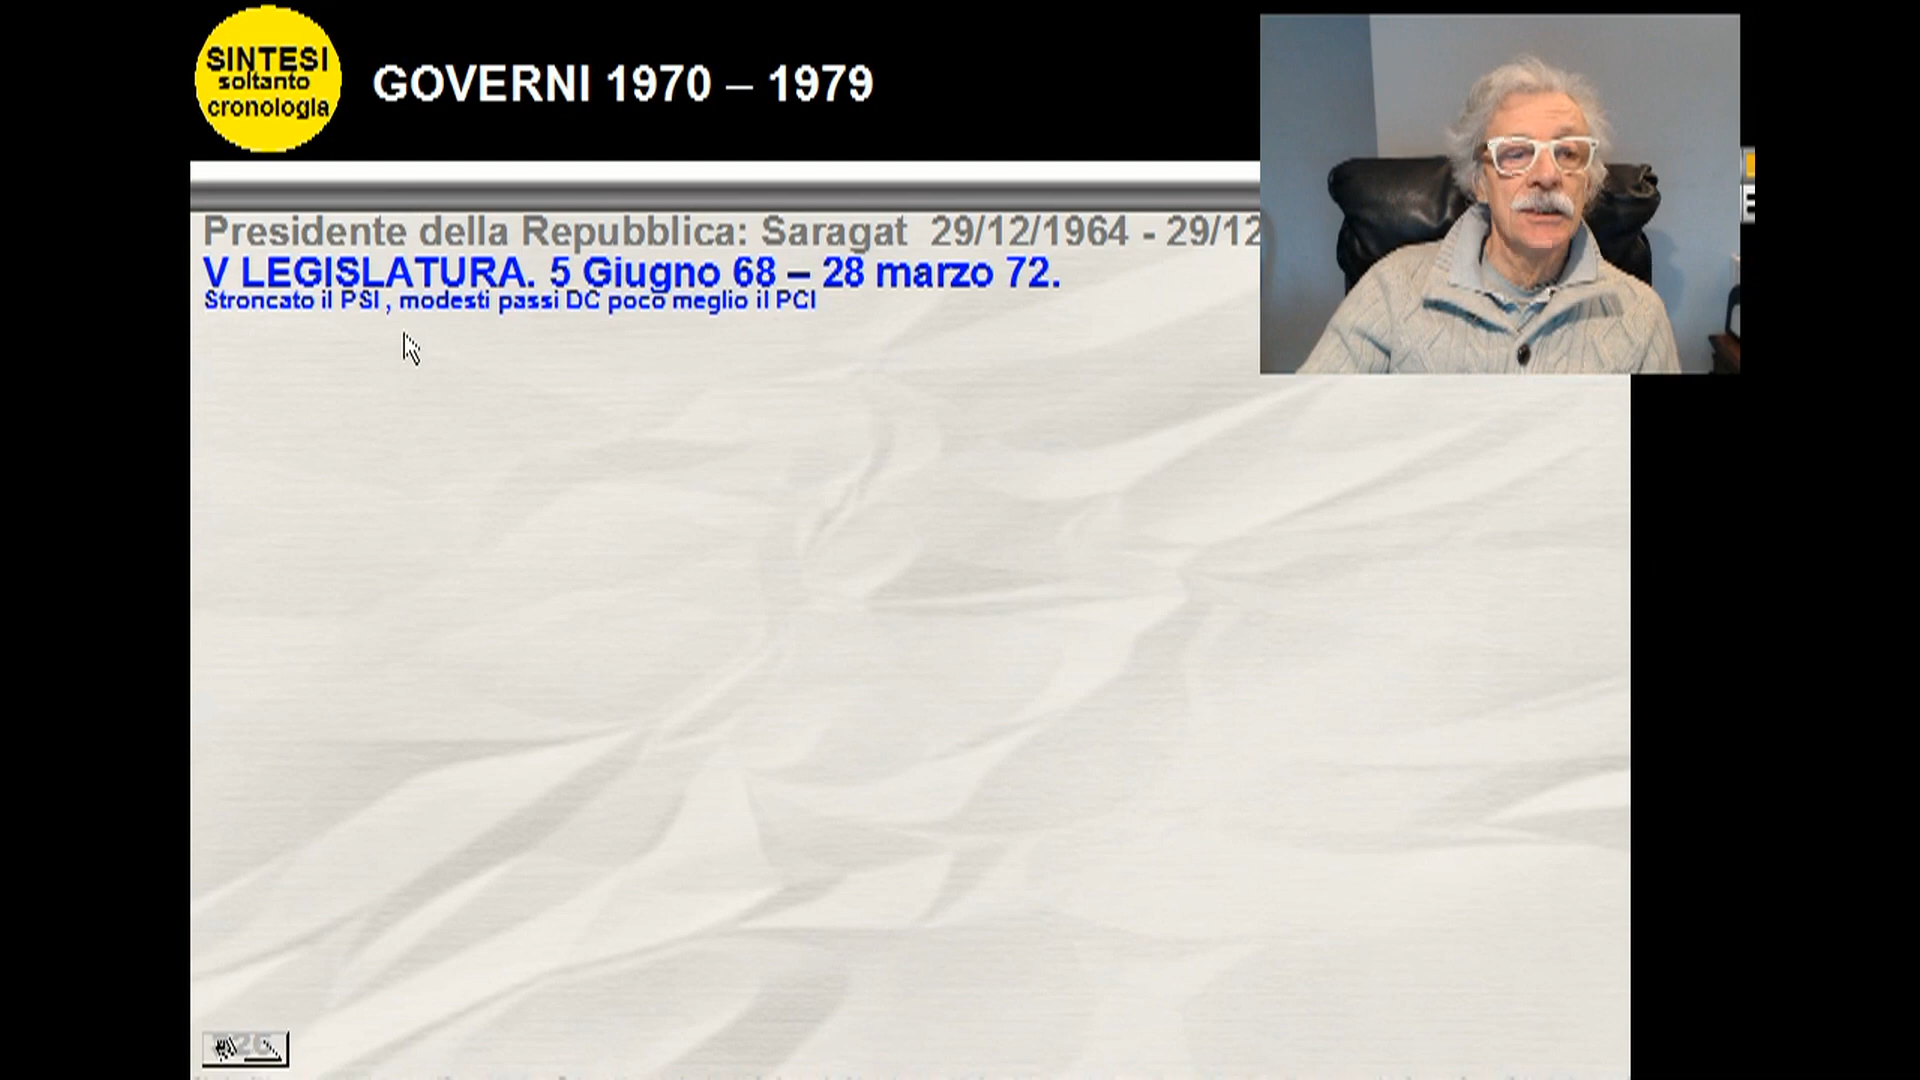 SINTESI
soltanto
cronologia
GOVERNI 1970 – 1979
Presidente della Repubblica: Saragat 29/12/1964 - 29/12
V LEGISLATURA. 5 Giugno 68 – 28 marzo 72.
Stroncato il PSI , modesti passi DC poco meglio il PCI